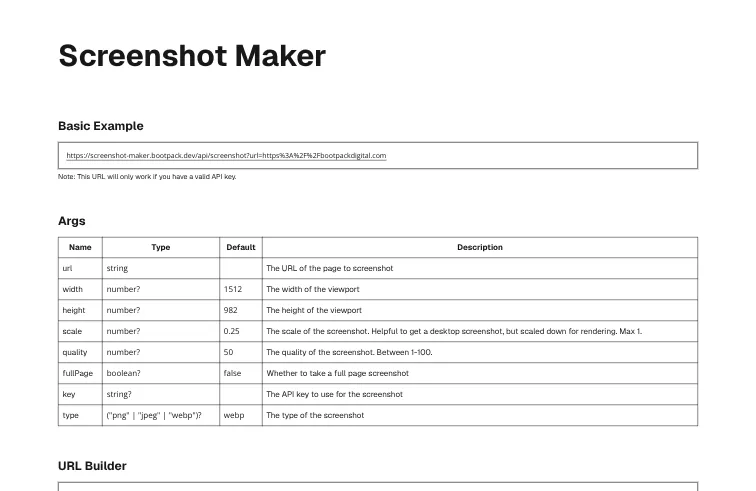 Screenshot Maker
Basic Example
https://screenshot-maker.bootpack.dev/api/screenshot?url=https%3A%2F%2Fbootpackdigital.com
Note: This URL will only work if you have a valid API key.
Args
Name Type Default Description
url string The URL of the page to screenshot
width number? 1512 The width of the viewport
height number? 982 The height of the viewport
scale number? 0.25 The scale of the screenshot. Helpful to get a desktop screenshot, but scaled down for rendering. Max 1.
quality number? 50 The quality of the screenshot. Between 1-100.
fullPage boolean? false Whether to take a full page screenshot
key string? The API key to use for the screenshot
type ("png" | "jpeg" | "webp")? webp The type of the screenshot
URL Builder